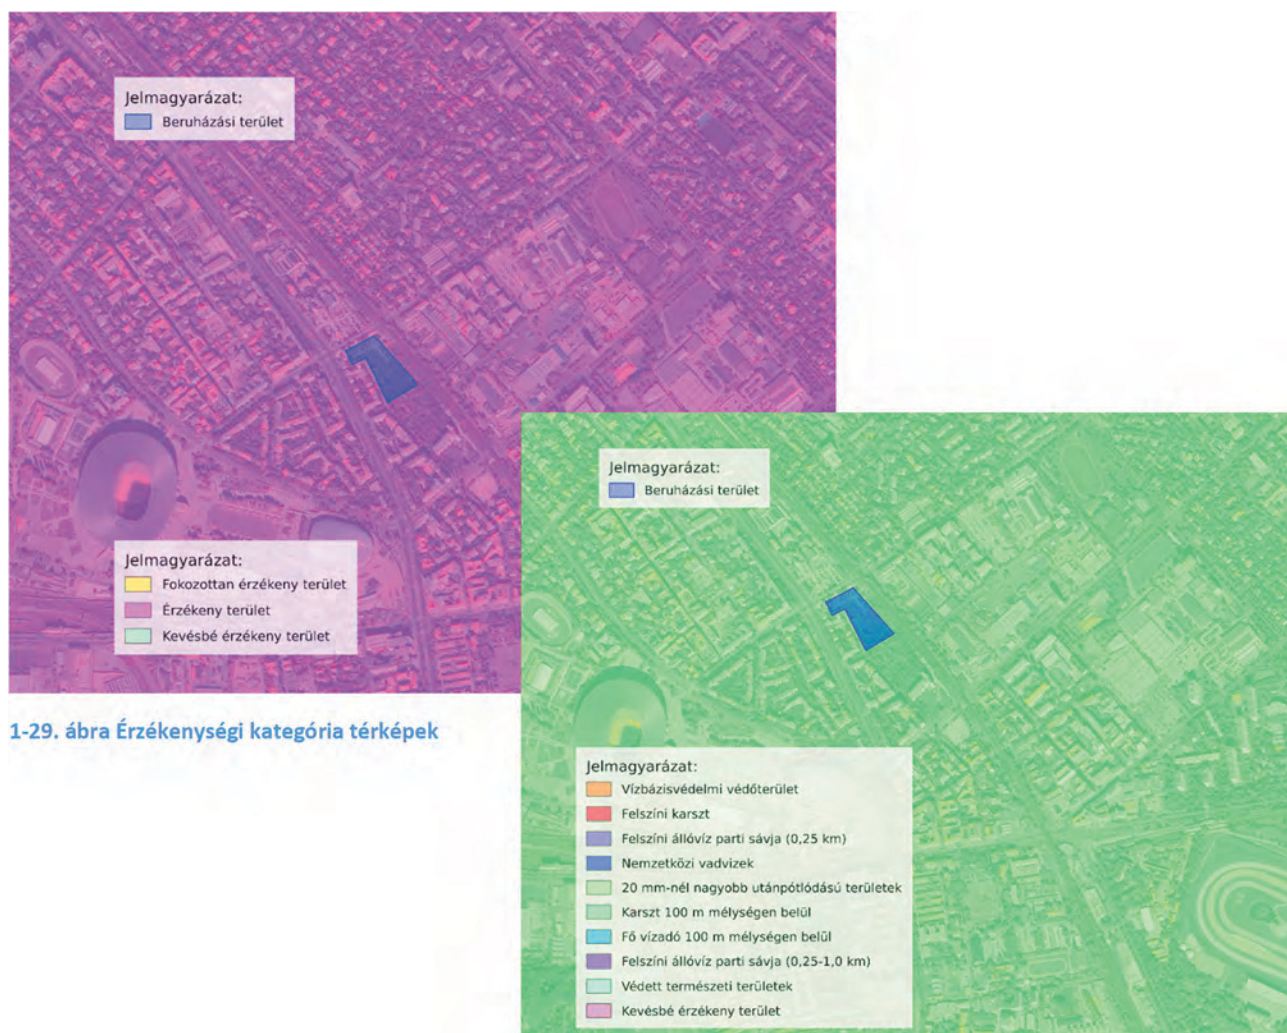 Jelmagyarázat:
Beruházási terület
Jelmagyarázat:
Fokozottan érzékeny terület
Érzékeny terület
Kevésbé érzékeny terület
1-29. ábra Érzékenységi kategória térképek
Jelmagyarázat:
Beruházási terület
Jelmagyarázat:
Vízbázisvédelmi védőterület
Felszíni karszt
Felszíni állóvíz parti sávja (0,25 km)
Nemzetközi vadvizek
20 mm-nél nagyobb utánpótlódású területek
Karszt 100 m mélységen belül
Fő vízadó 100 m mélységen belül
Felszíni állóvíz parti sávja (0,25-1,0 km)
Védett természeti területek
Kevésbé érzékeny terület